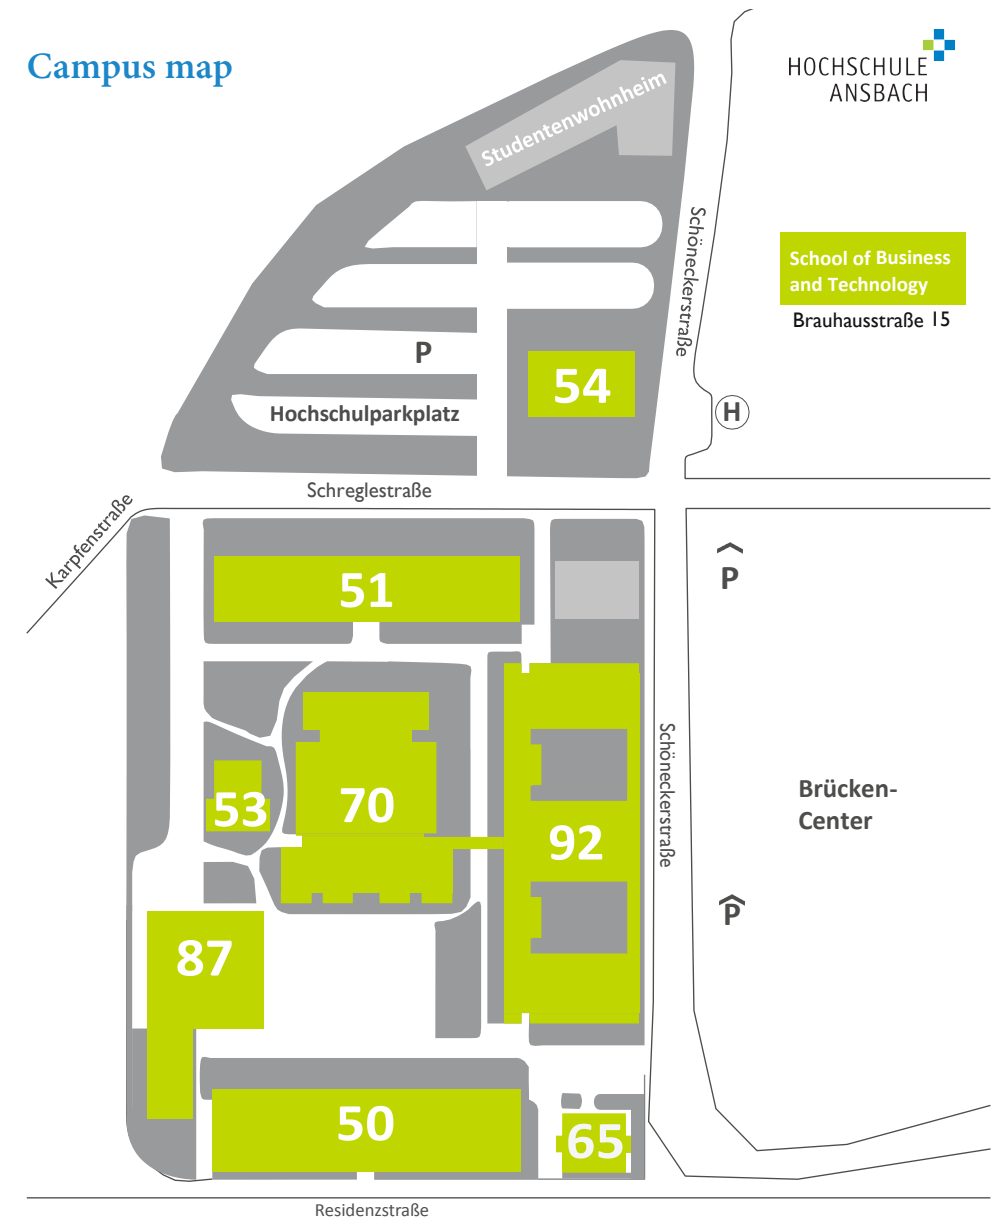 Campus map
HOCHSCHULE
ANSBACH
Studentenwohnheim
Schöneckerstraße
School of Business
and Technology
Brauhausstraße 15
P
54
Hochschulparkplatz
H
Schreglestraße
Karpfenstraße
51
P
Schöneckerstraße
53
70
92
Brücken-
Center
P
87
50
65
Residenzstraße